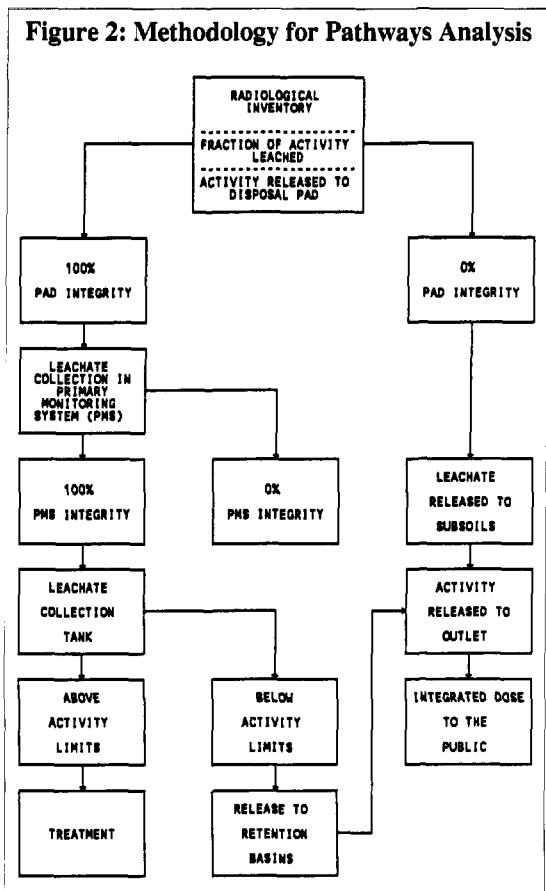 Figure 2: Methodology for Pathways Analysis
RADIOLOGICAL
INVENTORY
FRACTION OF ACTIVITY
LEACHED
ACTIVITY RELEASED TO
DISPOSAL PAD
100%
PAD INTEGRITY
0%
PAD INTEGRITY
LEACHATE
COLLECTION IN
PRIMARY
MONITORING
SYSTEM (PMS)
100%
PMS INTEGRITY
0%
PMS INTEGRITY
LEACHATE
RELEASED TO
SUBSOILS
LEACHATE
COLLECTION
TANK
ACTIVITY
RELEASED TO
OUTLET
ABOVE
ACTIVITY
LIMITS
BELOW
ACTIVITY
LIMITS
INTEGRATED DOSE
TO THE
PUBLIC
TREATMENT
RELEASE TO
RETENTION
BASINS